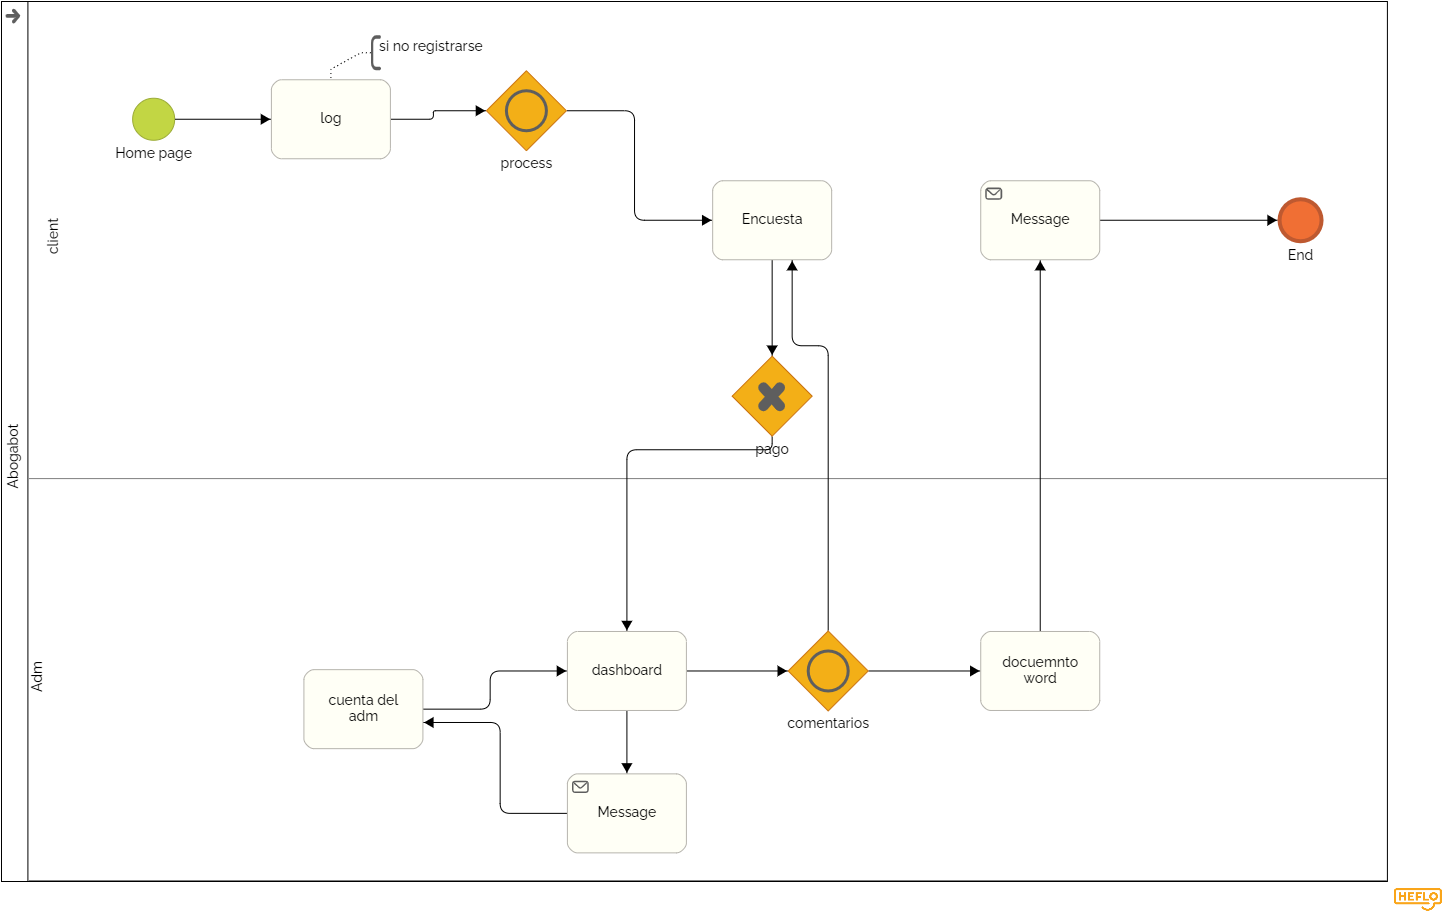 si no registrarse
log
Home page
process
client
Encuesta
Message
End
pago
Abogabot
Adm
dashboard
cuenta del
adm
comentarios
docuemnto
word
Message
HEFLO